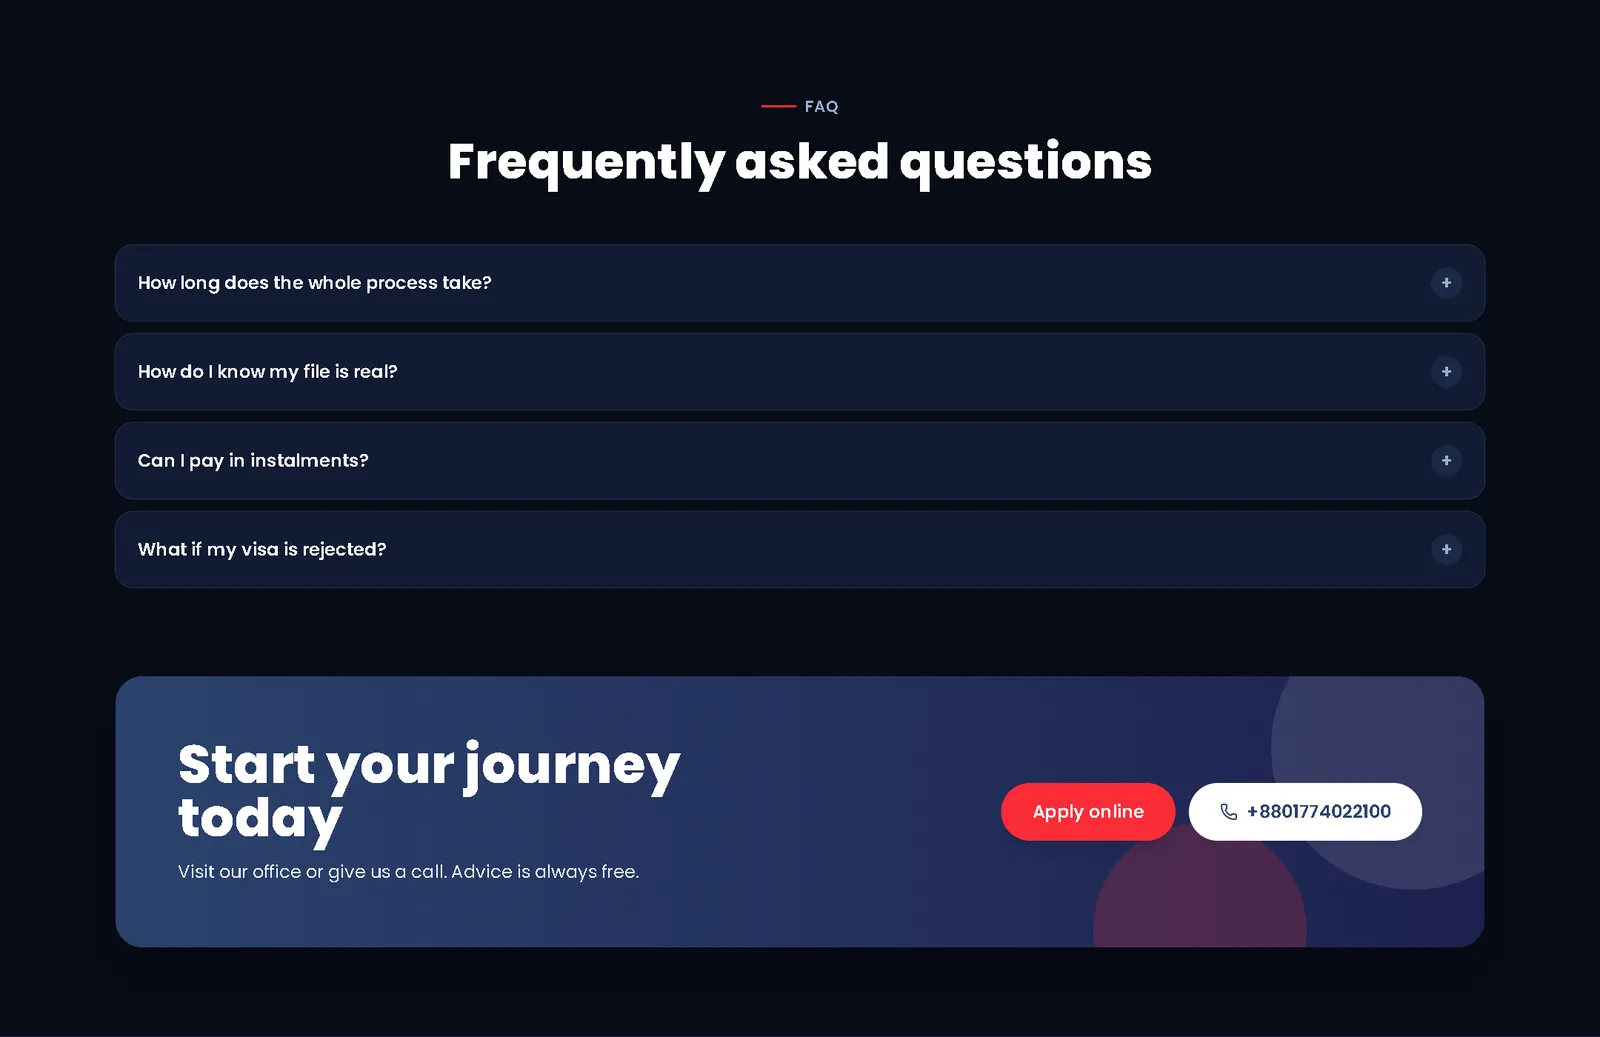 FAQ
Frequently asked questions
How long does the whole process take?
+
How do I know my file is real?
+
Can I pay in instalments?
+
What if my visa is rejected?
+
Start your journey
today
Visit our office or give us a call. Advice is always free.
Apply online
+8801774022100